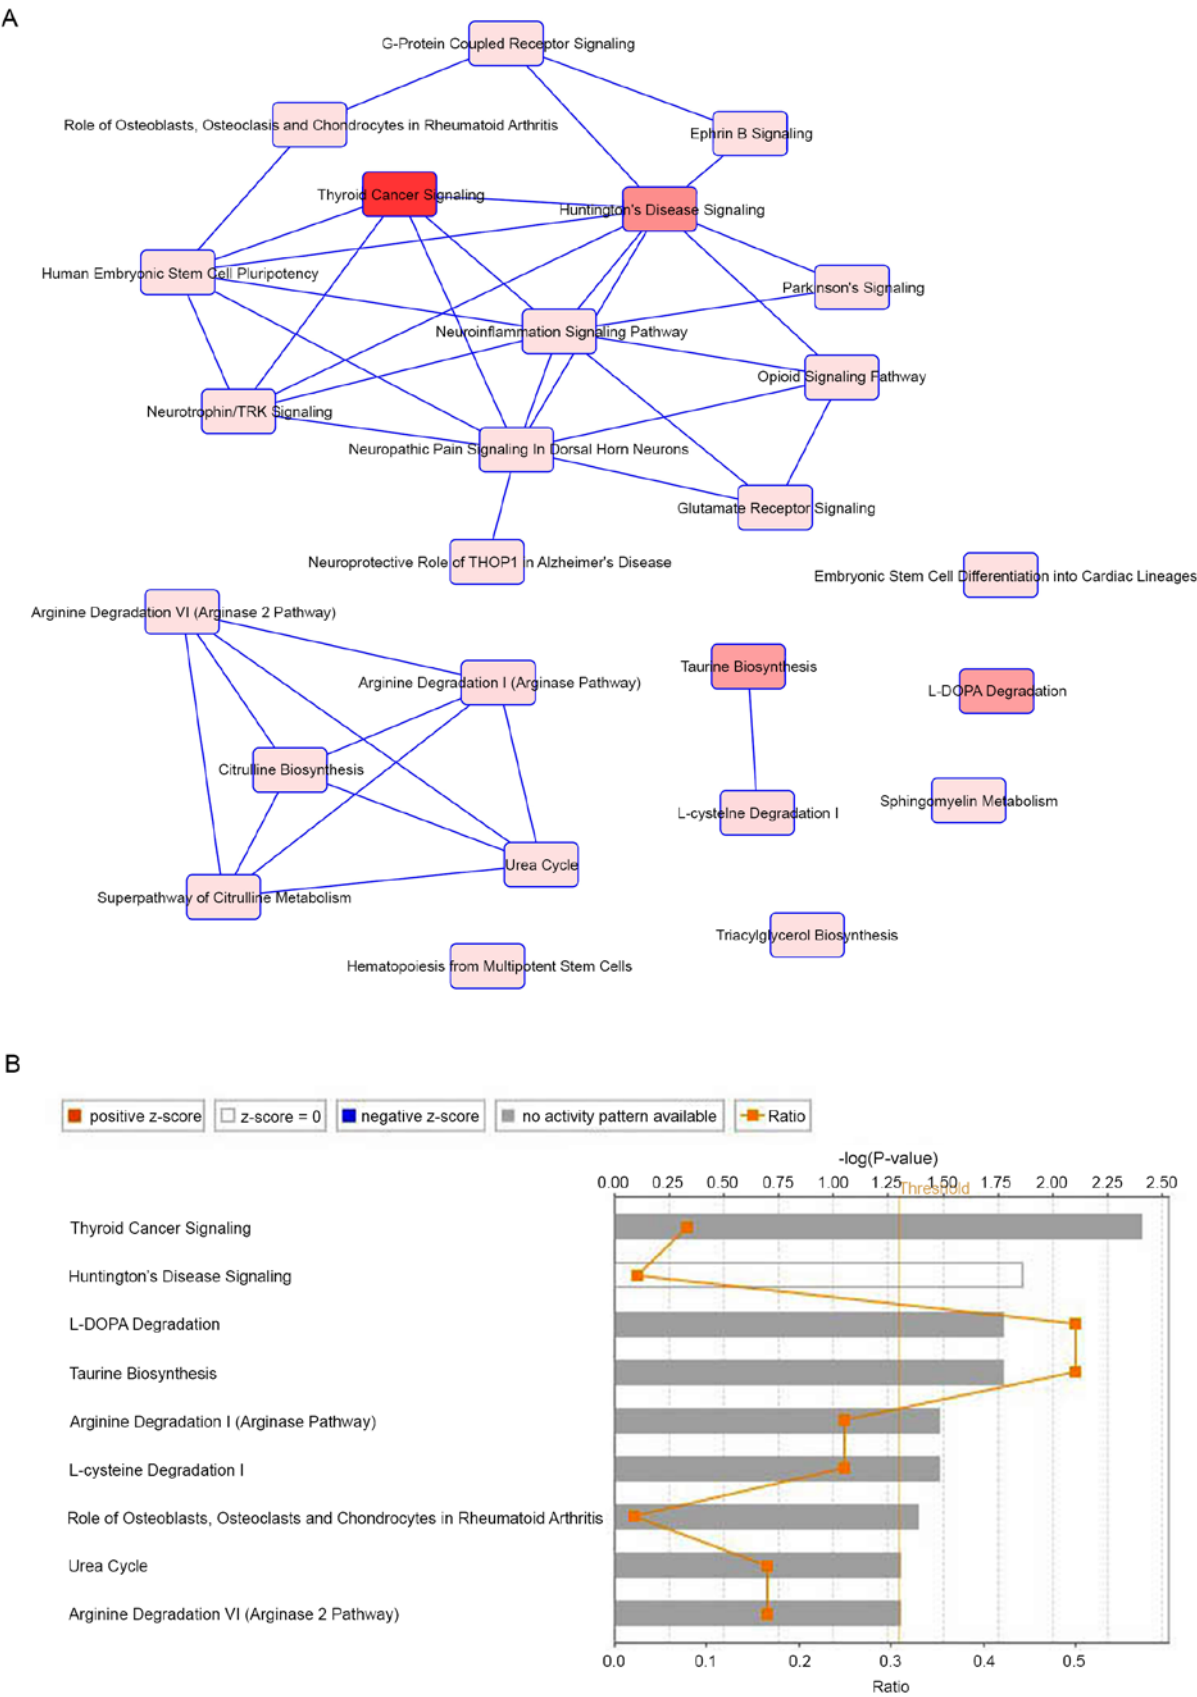 A
G-Protein Coupled Receptor Signaling
Role of Osteoblasts, Osteoclasis and Chondrocytes in Rheumatoid Arthritis
Ephrin B Signaling
Thyroid Cancer Signaling
Huntington's Disease Signaling
Human Embryonic Stem Cell Pluripotency
Parkinson's Signaling
Neuroinflammation Signaling Pathway
Opioid Signaling Pathway
Neurotrophin/TRK Signaling
Neuropathic Pain Signaling In Dorsal Horn Neurons
Glutamate Receptor Signaling
Neuroprotective Role of THOP1 in Alzheimer's Disease
Embryonic Stem Cell Differentiation into Cardiac Lineages
Arginine Degradation VI (Arginase 2 Pathway)
Taurine Biosynthesis
Arginine Degradation I (Arginase Pathway)
L-DOPA Degradation
Citrulline Biosynthesis
Sphingomyelin Metabolism
L-cysteine Degradation I
Urea Cycle
Superpathway of Citrulline Metabolism
Triacylglycerol Biosynthesis
Hematopoiesis from Multipotent Stem Cells
B
positive z-score z-score = 0 negative z-score no activity pattern available Ratio
-log(P-value)
0.00 0.25 0.50 0.75 1.00 1.25 1.50 1.75 2.00 2.25 2.50
Threshold
Thyroid Cancer Signaling
Huntington's Disease Signaling
L-DOPA Degradation
Taurine Biosynthesis
Arginine Degradation I (Arginase Pathway)
L-cysteine Degradation I
Role of Osteoblasts, Osteoclasts and Chondrocytes in Rheumatoid Arthritis
Urea Cycle
Arginine Degradation VI (Arginase 2 Pathway)
0.0 0.1 0.2 0.3 0.4 0.5
Ratio